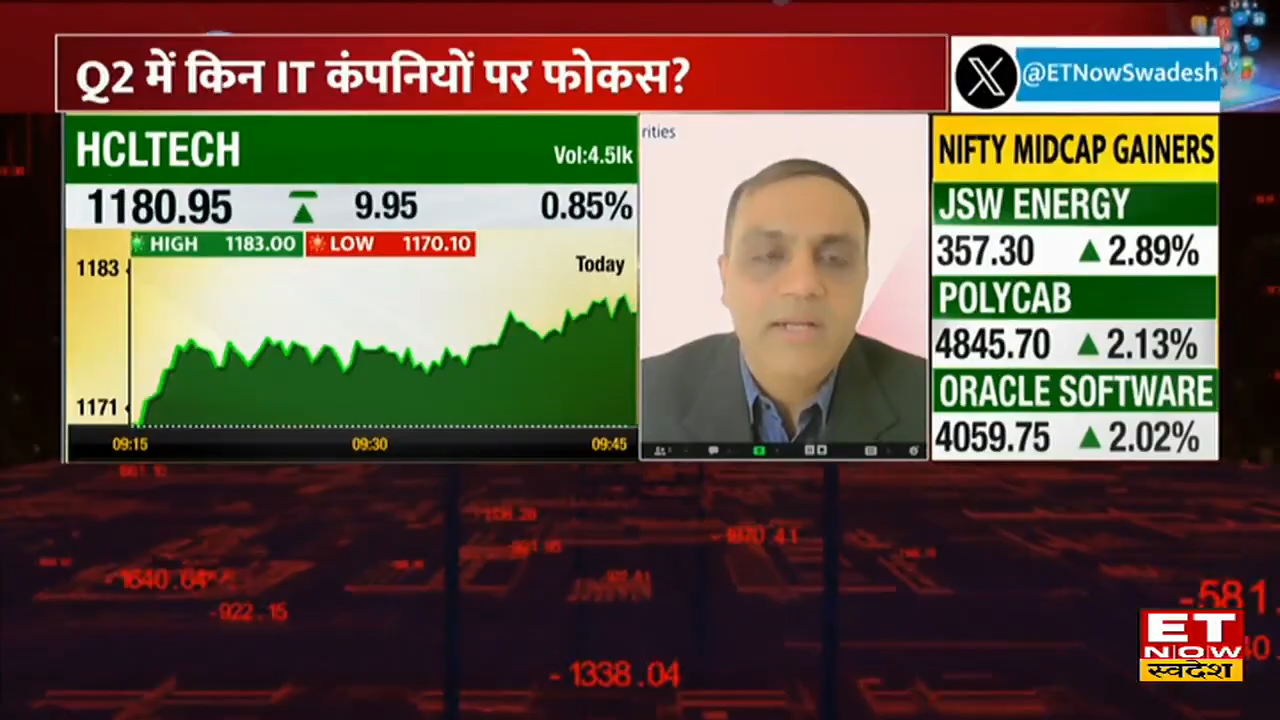 Q2 में किन IT कंपनियों पर फोकस?
@ETNowSwadesh
HCLTECH
Vol:4.5lk
1180.95 ▲ 9.95 0.85%
HIGH 1183.00 LOW 1170.10
Today
1183
1171
09:15 09:30 09:45
rities
NIFTY MIDCAP GAINERS
JSW ENERGY
357.30 ▲ 2.89%
POLYCAB
4845.70 ▲ 2.13%
ORACLE SOFTWARE
4059.75 ▲ 2.02%
-922.15
-1338.04
-581
ET
NOW
स्वदेश